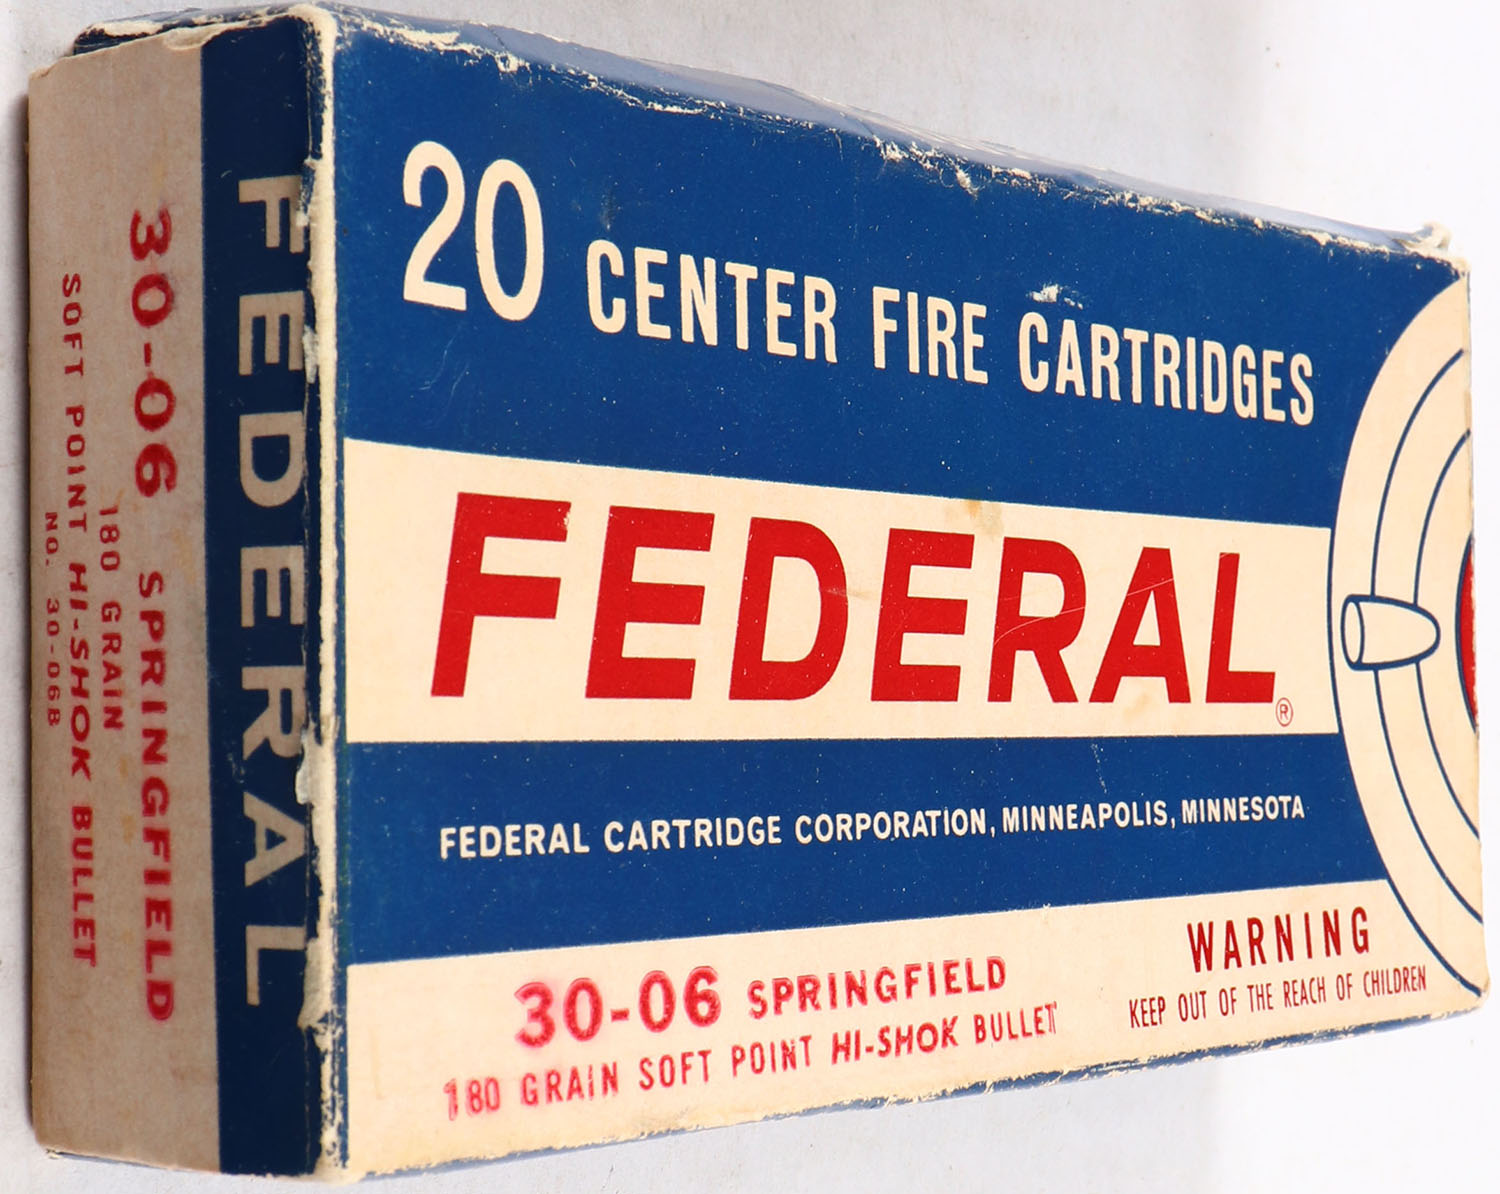 20 CENTER FIRE CARTRIDGES
FEDERAL®
FEDERAL CARTRIDGE CORPORATION, MINNEAPOLIS, MINNESOTA
30-06 SPRINGFIELD
180 GRAIN SOFT POINT HI-SHOK BULLET
WARNING
KEEP OUT OF THE REACH OF CHILDREN
FEDERAL
30-06 SPRINGFIELD
180 GRAIN
SOFT POINT HI-SHOK BULLET
NO. 30-06B